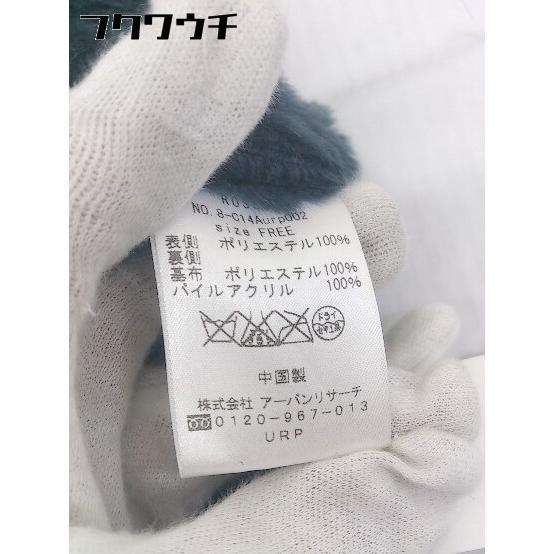 フクワウチ
ROS
NO. 8-C14Aurp002
size FREE
表側 ポリエステル100%
裏側
基布 ポリエステル100%
パイルアクリル 100%
ドライ
中国製
株式会社 アーバンリサーチ
0120-967-013
URP